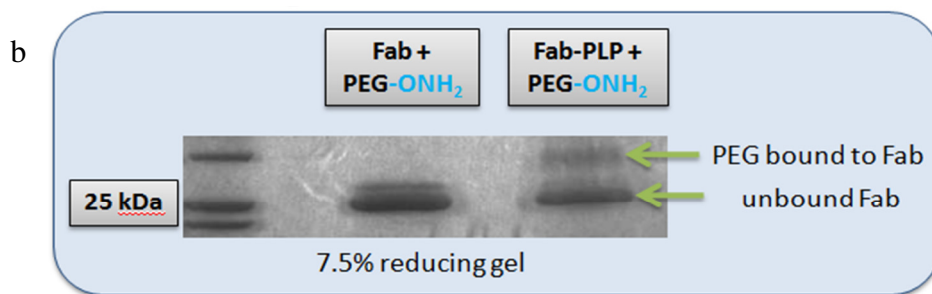 b
Fab +
PEG-ONH₂
Fab-PLP +
PEG-ONH₂
PEG bound to Fab
25 kDa
unbound Fab
7.5% reducing gel